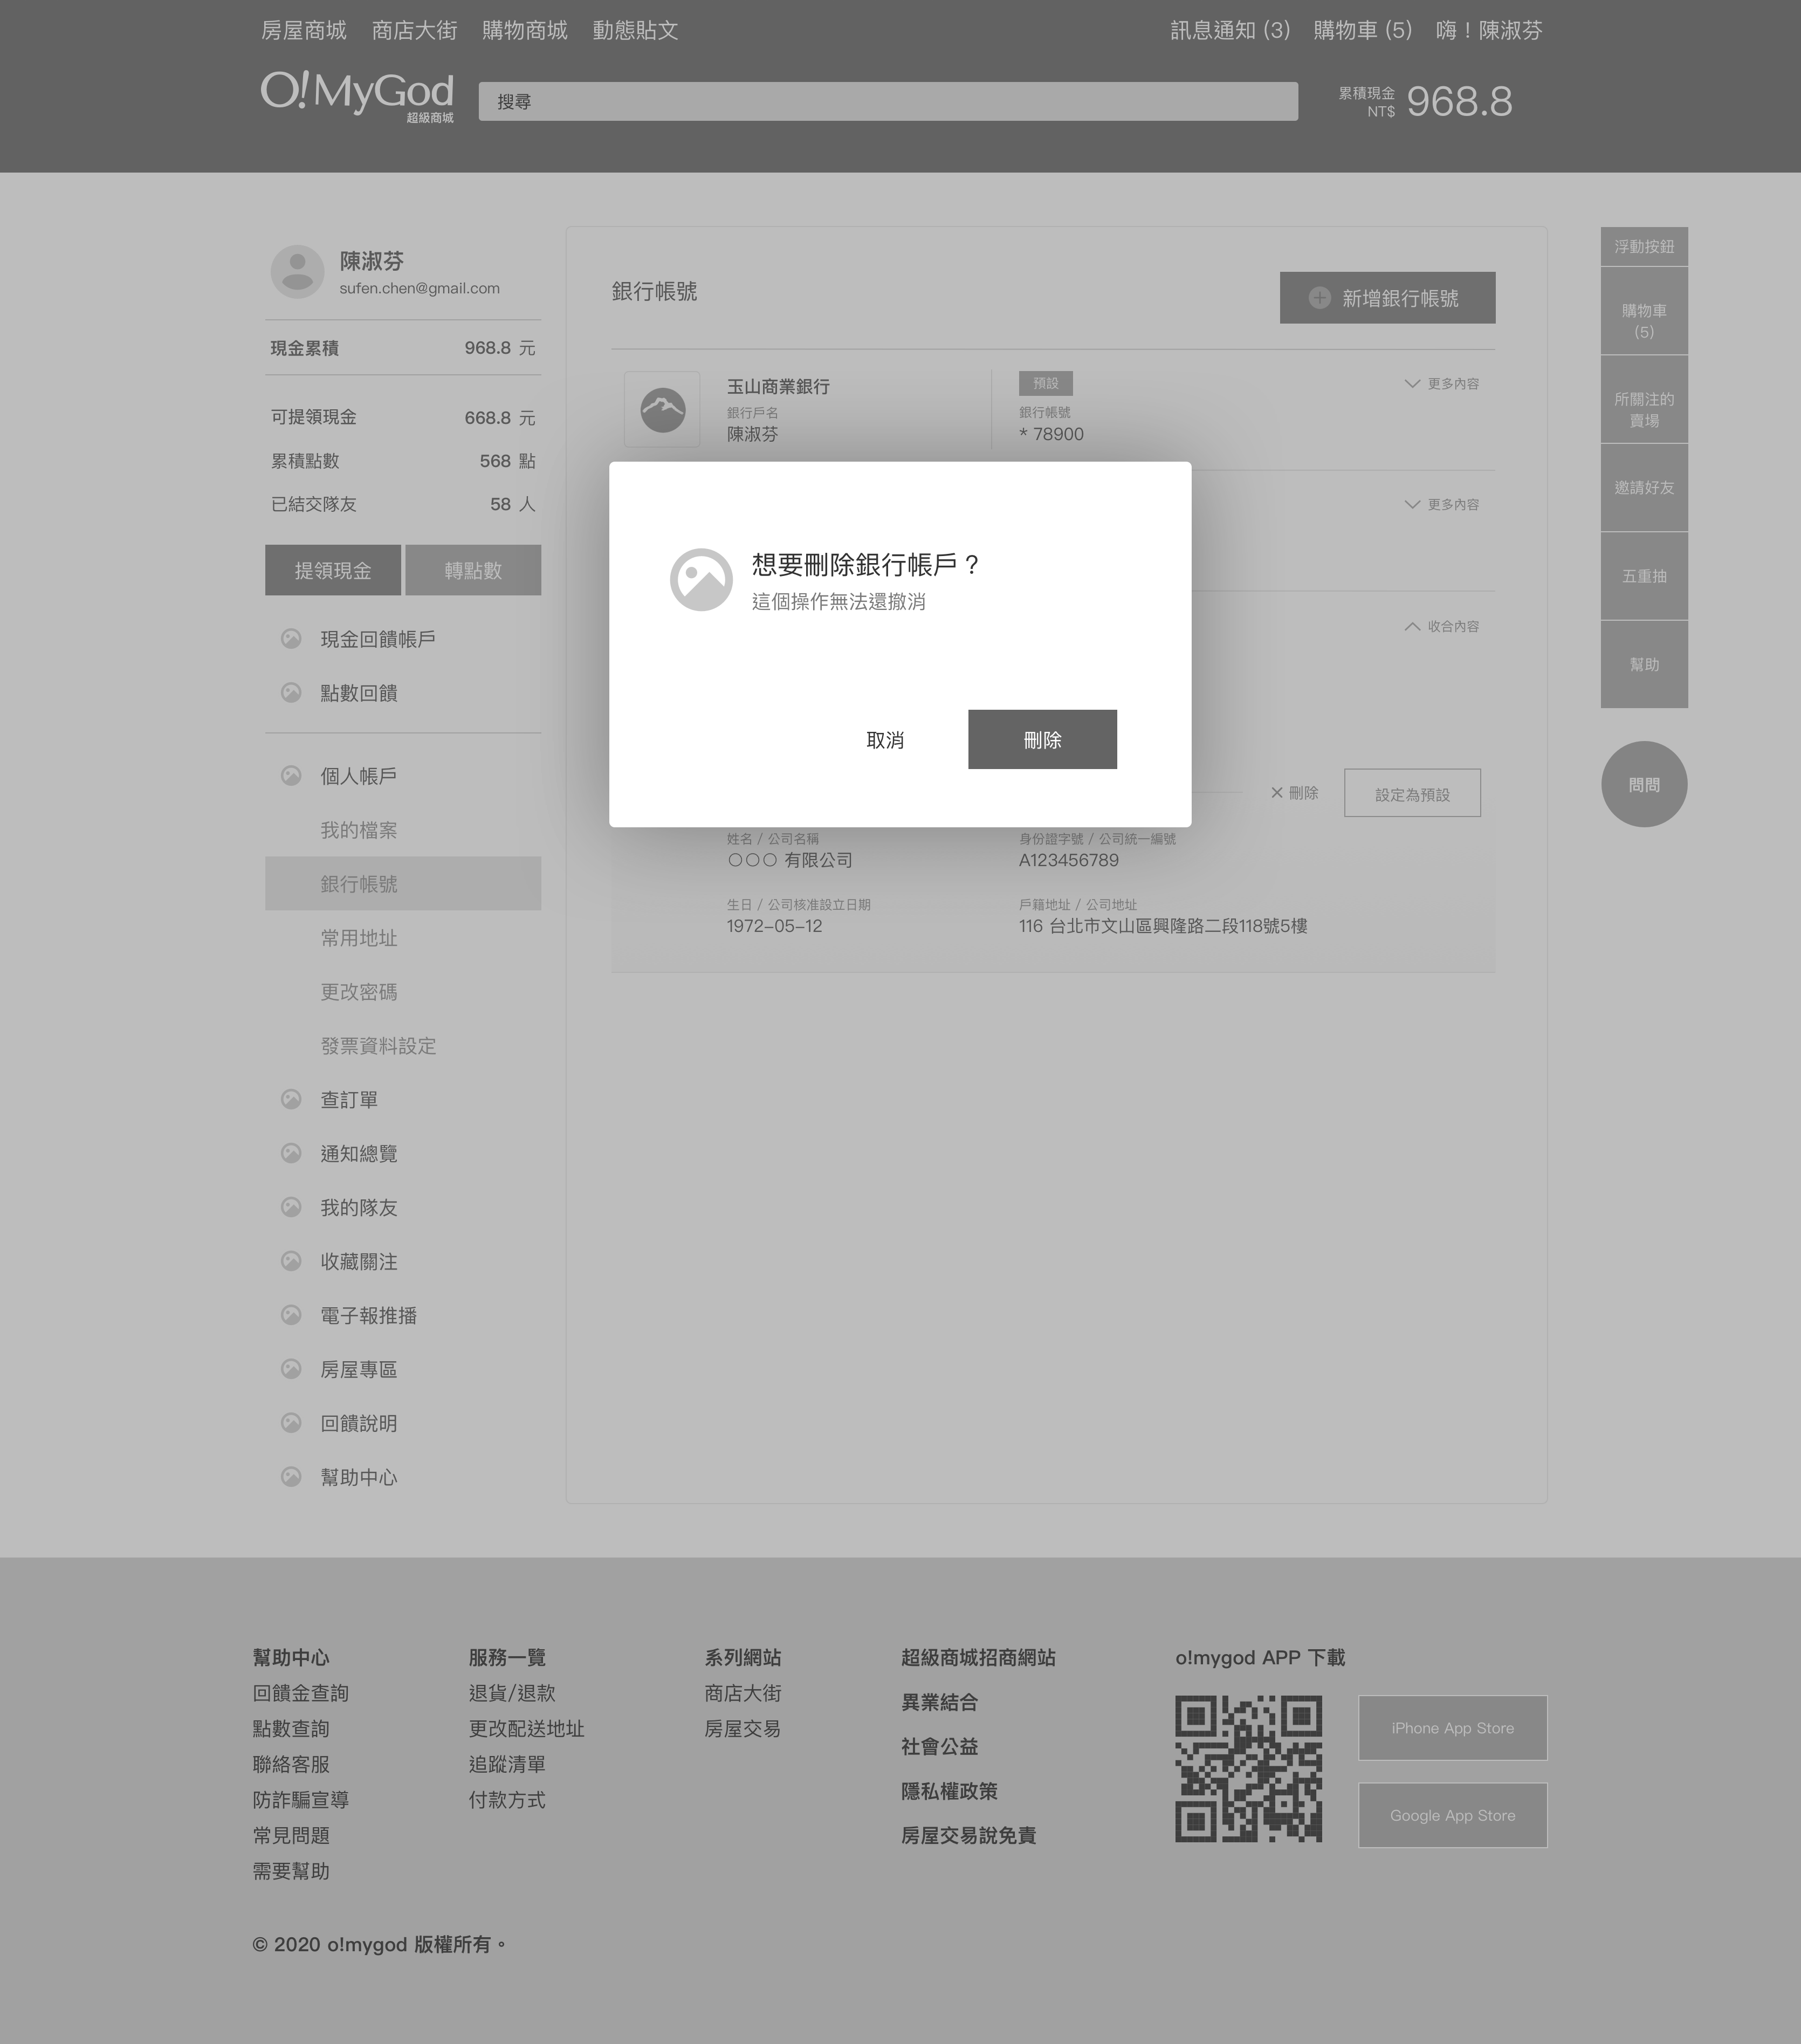 房屋商城 商店大街 購物商城 動態貼文 訊息通知 (3) 購物車 (5) 嗨！陳淑芬
O!MyGod
超級商城
搜尋
累積現金
NT$
968.8
陳淑芬
sufen.chen@gmail.com
現金累積 968.8 元
可提領現金 668.8 元
累積點數 568 點
已結交隊友 58 人
提領現金 轉點數
現金回饋帳戶
點數回饋
個人帳戶
我的檔案
銀行帳號
常用地址
更改密碼
發票資料設定
查訂單
通知總覽
我的隊友
收藏關注
電子報推播
房屋專區
回饋說明
幫助中心
銀行帳號
新增銀行帳號
玉山商業銀行
銀行戶名
陳淑芬
預設
銀行帳號
* 78900
更多內容
更多內容
收合內容
想要刪除銀行帳戶？
這個操作無法還撤消
取消 刪除
刪除
設定為預設
姓名 / 公司名稱
○○○ 有限公司
身份證字號 / 公司統一編號
A123456789
生日 / 公司核准設立日期
1972-05-12
戶籍地址 / 公司地址
116 台北市文山區興隆路二段118號5樓
浮動按鈕
購物車
(5)
所關注的
賣場
邀請好友
五重抽
幫助
問問
幫助中心
回饋金查詢
點數查詢
聯絡客服
防詐騙宣導
常見問題
需要幫助
服務一覽
退貨/退款
更改配送地址
追蹤清單
付款方式
系列網站
商店大街
房屋交易
超級商城招商網站
異業結合
社會公益
隱私權政策
房屋交易說免責
o!mygod APP 下載
iPhone App Store
Google App Store
© 2020 o!mygod 版權所有。